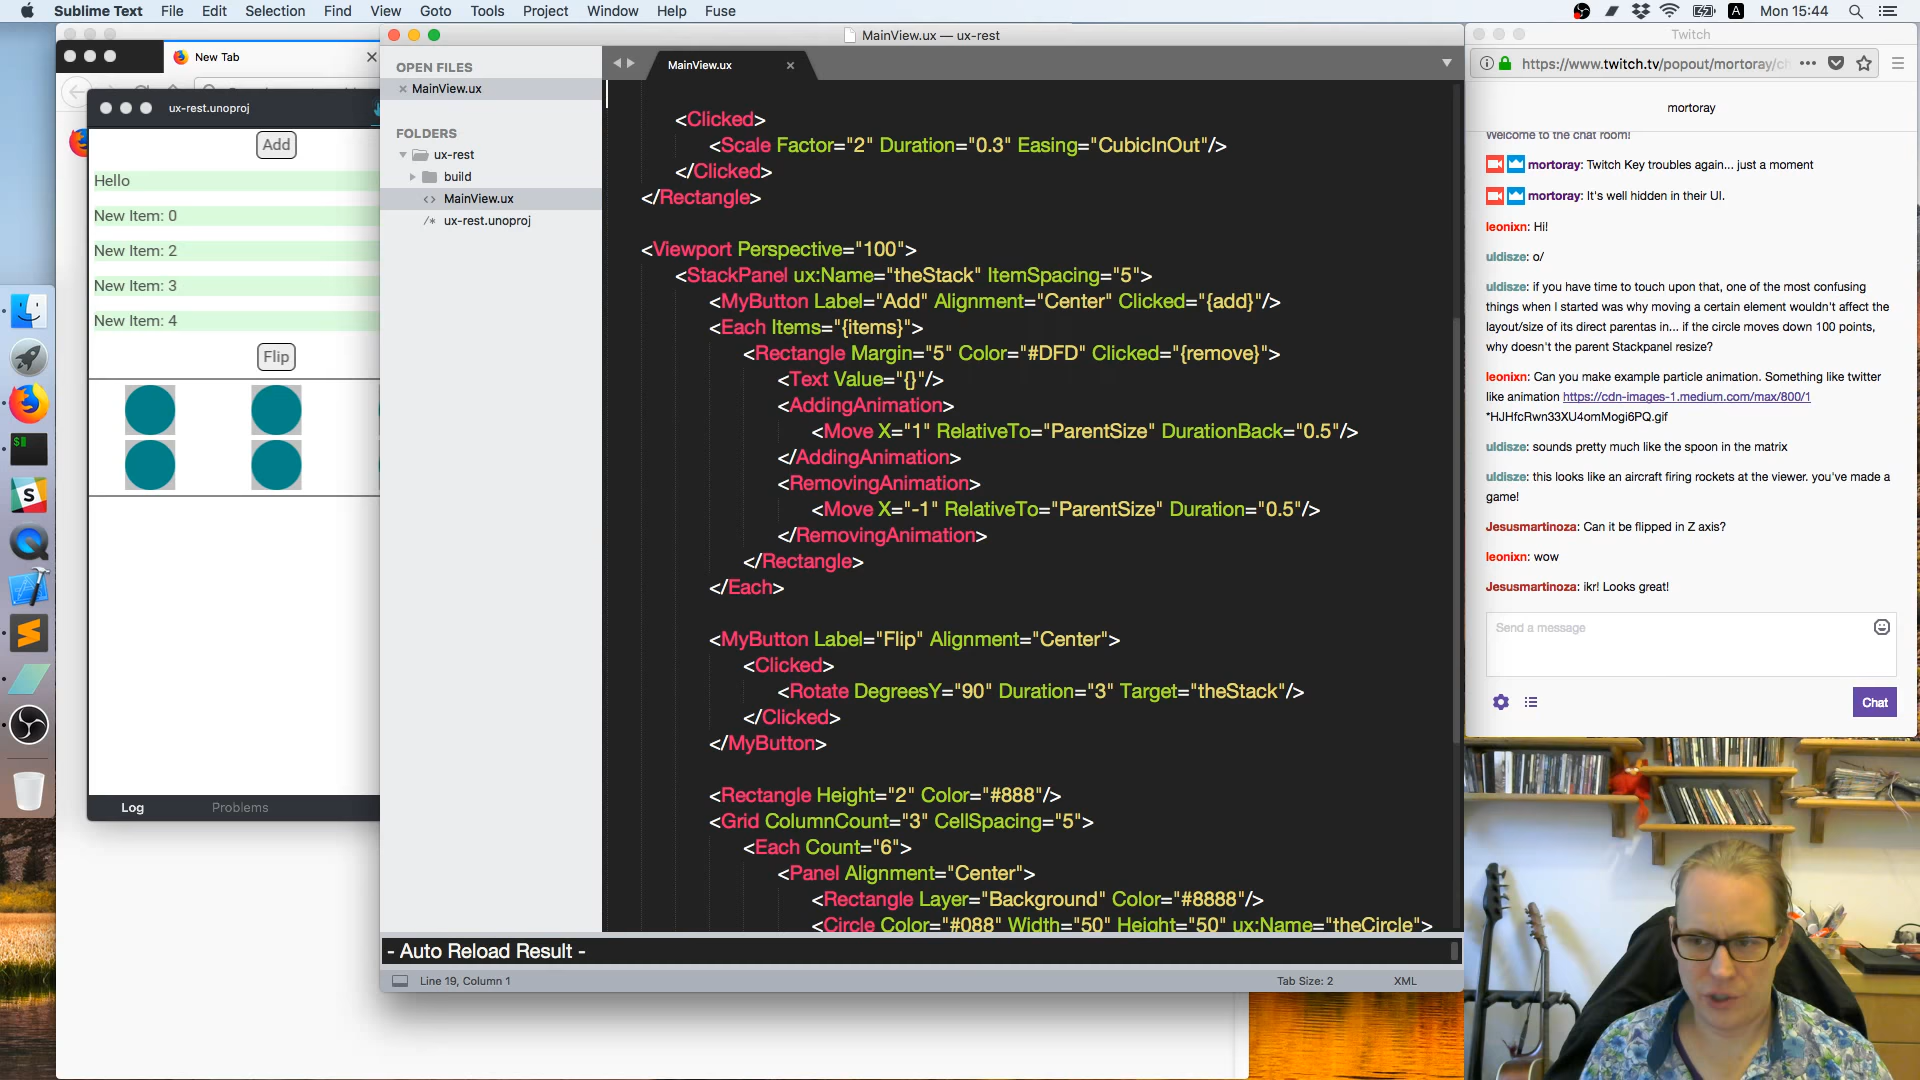 Sublime Text File Edit Selection Find View Goto Tools Project Window Help Fuse
A Mon 15:44
New Tab
ux-rest.unoproj
Add
Hello
New Item: 0
New Item: 2
New Item: 3
New Item: 4
Flip
Log Problems
MainView.ux — ux-rest
OPEN FILES
MainView.ux
FOLDERS
ux-rest
build
MainView.ux
ux-rest.unoproj
MainView.ux
<Clicked>
<Scale Factor="2" Duration="0.3" Easing="CubicInOut"/>
</Clicked>
</Rectangle>
<Viewport Perspective="100">
<StackPanel ux:Name="theStack" ItemSpacing="5">
<MyButton Label="Add" Alignment="Center" Clicked="{add}"/>
<Each Items="{items}">
<Rectangle Margin="5" Color="#DFD" Clicked="{remove}">
<Text Value="{}"/>
<AddingAnimation>
<Move X="1" RelativeTo="ParentSize" DurationBack="0.5"/>
</AddingAnimation>
<RemovingAnimation>
<Move X="-1" RelativeTo="ParentSize" Duration="0.5"/>
</RemovingAnimation>
</Rectangle>
</Each>
<MyButton Label="Flip" Alignment="Center">
<Clicked>
<Rotate DegreesY="90" Duration="3" Target="theStack"/>
</Clicked>
</MyButton>
<Rectangle Height="2" Color="#888"/>
<Grid ColumnCount="3" CellSpacing="5">
<Each Count="6">
<Panel Alignment="Center">
<Rectangle Layer="Background" Color="#8888"/>
<Circle Color="#088" Width="50" Height="50" ux:Name="theCircle">
- Auto Reload Result -
Line 19, Column 1 Tab Size: 2 XML
Twitch
https://www.twitch.tv/popout/mortoray/ch
mortoray
Welcome to the chat room!
mortoray: Twitch Key troubles again... just a moment
mortoray: It's well hidden in their UI.
leonixn: Hi!
uldisze: o/
uldisze: if you have time to touch upon that, one of the most confusing
things when I started was why moving a certain element wouldn't affect the
layout/size of its direct parentas in... if the circle moves down 100 points,
why doesn't the parent Stackpanel resize?
leonixn: Can you make example particle animation. Something like twitter
like animation https://cdn-images-1.medium.com/max/800/1
*HJHfcRwn33XU4omMogi6PQ.gif
uldisze: sounds pretty much like the spoon in the matrix
uldisze: this looks like an aircraft firing rockets at the viewer. you've made a
game!
Jesusmartinoza: Can it be flipped in Z axis?
leonixn: wow
Jesusmartinoza: ikr! Looks great!
Send a message
Chat